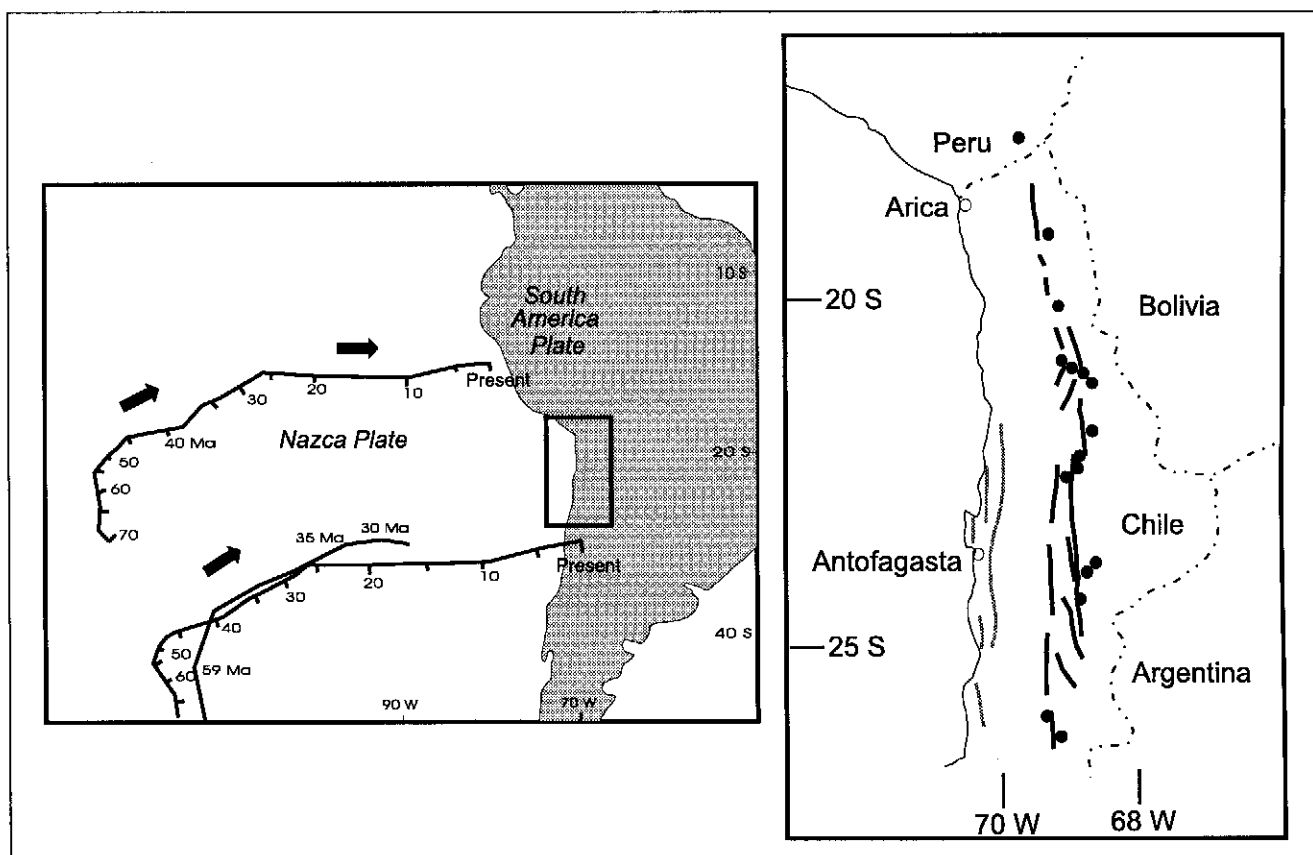 10 S
South
America
Plate
Present
20
10
30
40 Ma
Nazca Plate
50
60
70
20 S
35 Ma
30 Ma
Present
20
10
30
40
50
59 Ma
60
40 S
90 W
70 W
Peru
Arica
20 S
Bolivia
Chile
Antofagasta
25 S
Argentina
70 W
68 W